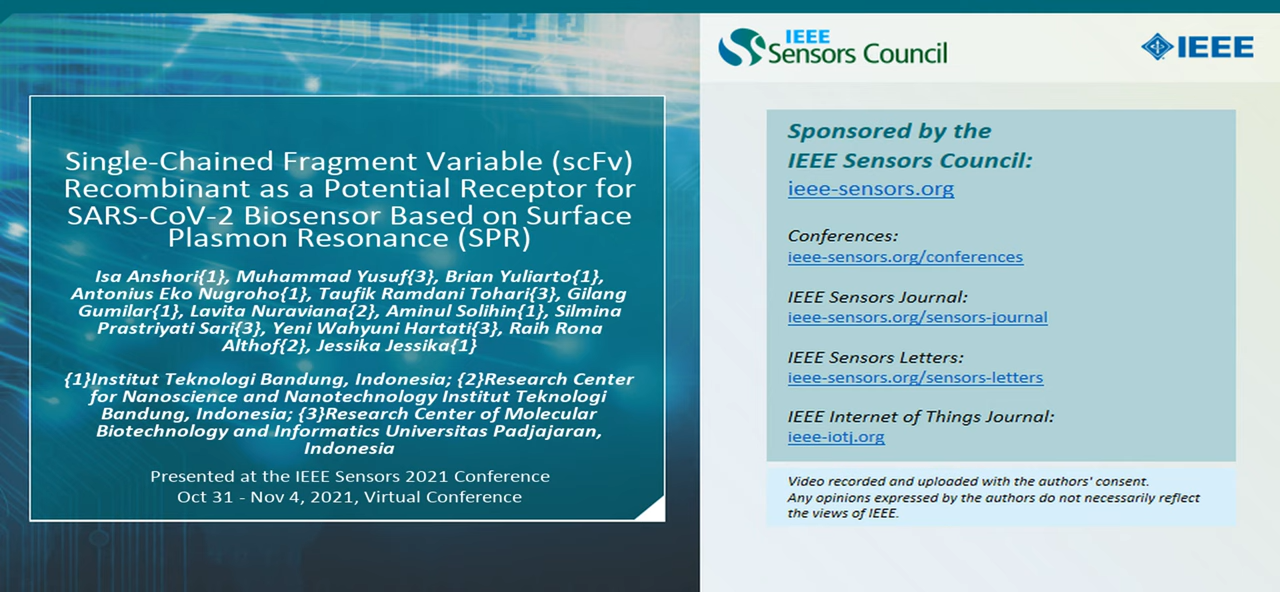 Single-Chained Fragment Variable (scFv)
Recombinant as a Potential Receptor for
SARS-CoV-2 Biosensor Based on Surface
Plasmon Resonance (SPR)
Isa Anshori{1}, Muhammad Yusuf{3}, Brian Yuliarto{1},
Antonius Eko Nugroho{1}, Taufik Ramdani Tohari{3}, Gilang
Gumilar{1}, Lavita Nuraviana{2}, Aminul Solihin{1}, Silmina
Prastriyati Sari{3}, Yeni Wahyuni Hartati{3}, Raih Rona
Althof{2}, Jessika Jessika{1}
{1}Institut Teknologi Bandung, Indonesia; {2}Research Center
for Nanoscience and Nanotechnology Institut Teknologi
Bandung, Indonesia; {3}Research Center of Molecular
Biotechnology and Informatics Universitas Padjajaran,
Indonesia
Presented at the IEEE Sensors 2021 Conference
Oct 31 - Nov 4, 2021, Virtual Conference
IEEE
Sensors Council
IEEE
Sponsored by the
IEEE Sensors Council:
ieee-sensors.org
Conferences:
ieee-sensors.org/conferences
IEEE Sensors Journal:
ieee-sensors.org/sensors-journal
IEEE Sensors Letters:
ieee-sensors.org/sensors-letters
IEEE Internet of Things Journal:
ieee-iotj.org
Video recorded and uploaded with the authors' consent.
Any opinions expressed by the authors do not necessarily reflect
the views of IEEE.